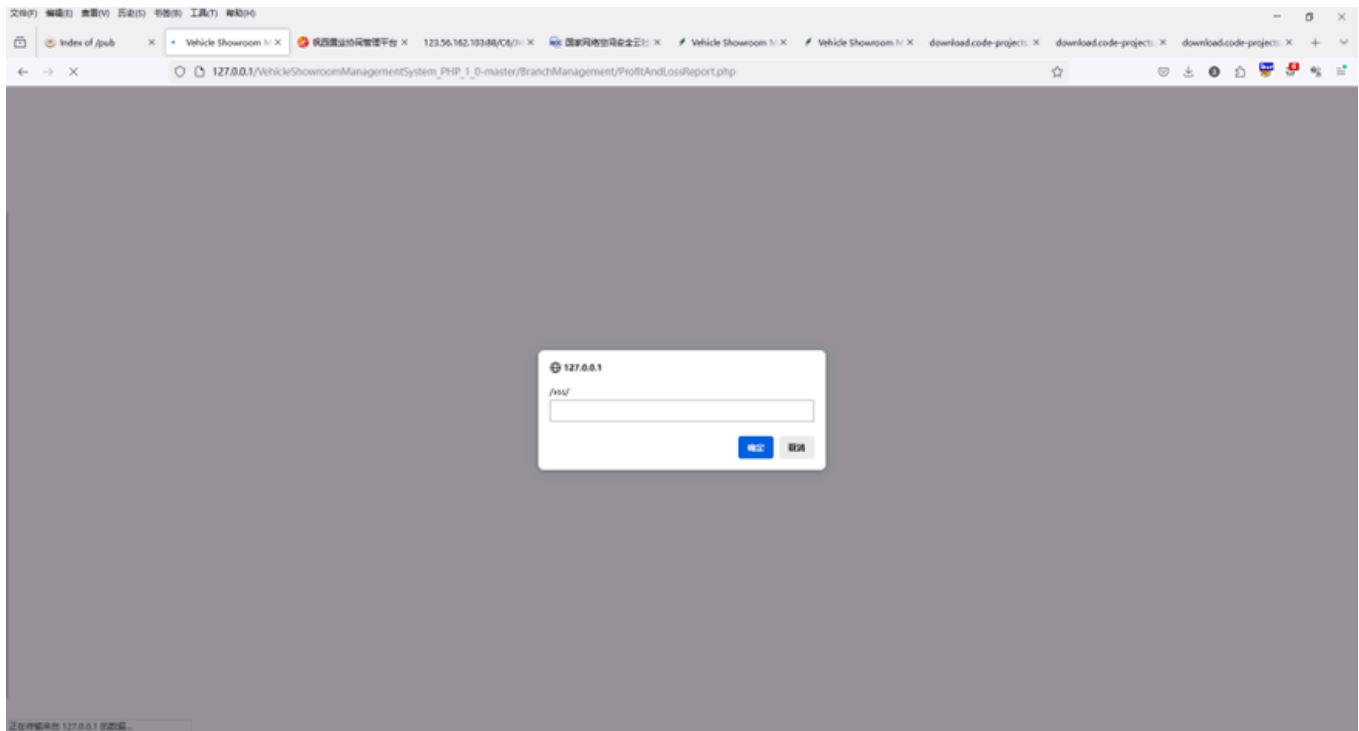 文件(F) 编辑(E) 查看(V) 历史(S) 书签(B) 工具(T) 帮助(H)
Index of /pub Vehicle Showroom 123.56.162.103:88/C6/ Vehicle Showroom Vehicle Showroom download.code-projects. download.code-projects. download.code-projects.
127.0.0.1/VehicleShowroomManagementSystem_PHP_1_0-master/BranchManagement/ProfitAndLossReport.php
127.0.0.1
/xss/
确定 取消
正在传输来自 127.0.0.1 的数据...